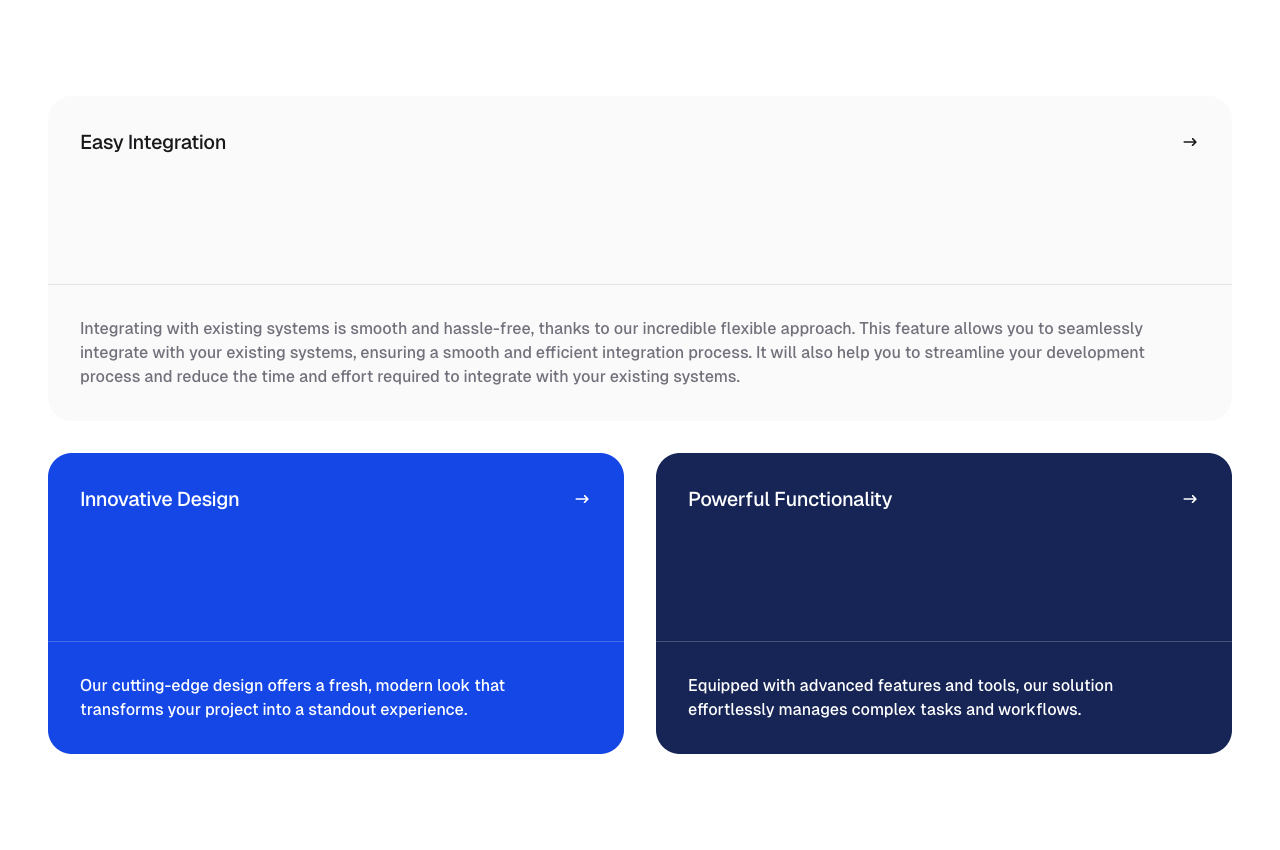 Easy Integration →
Integrating with existing systems is smooth and hassle-free, thanks to our incredible flexible approach. This feature allows you to seamlessly
integrate with your existing systems, ensuring a smooth and efficient integration process. It will also help you to streamline your development
process and reduce the time and effort required to integrate with your existing systems.
Innovative Design →
Our cutting-edge design offers a fresh, modern look that
transforms your project into a standout experience.
Powerful Functionality →
Equipped with advanced features and tools, our solution
effortlessly manages complex tasks and workflows.